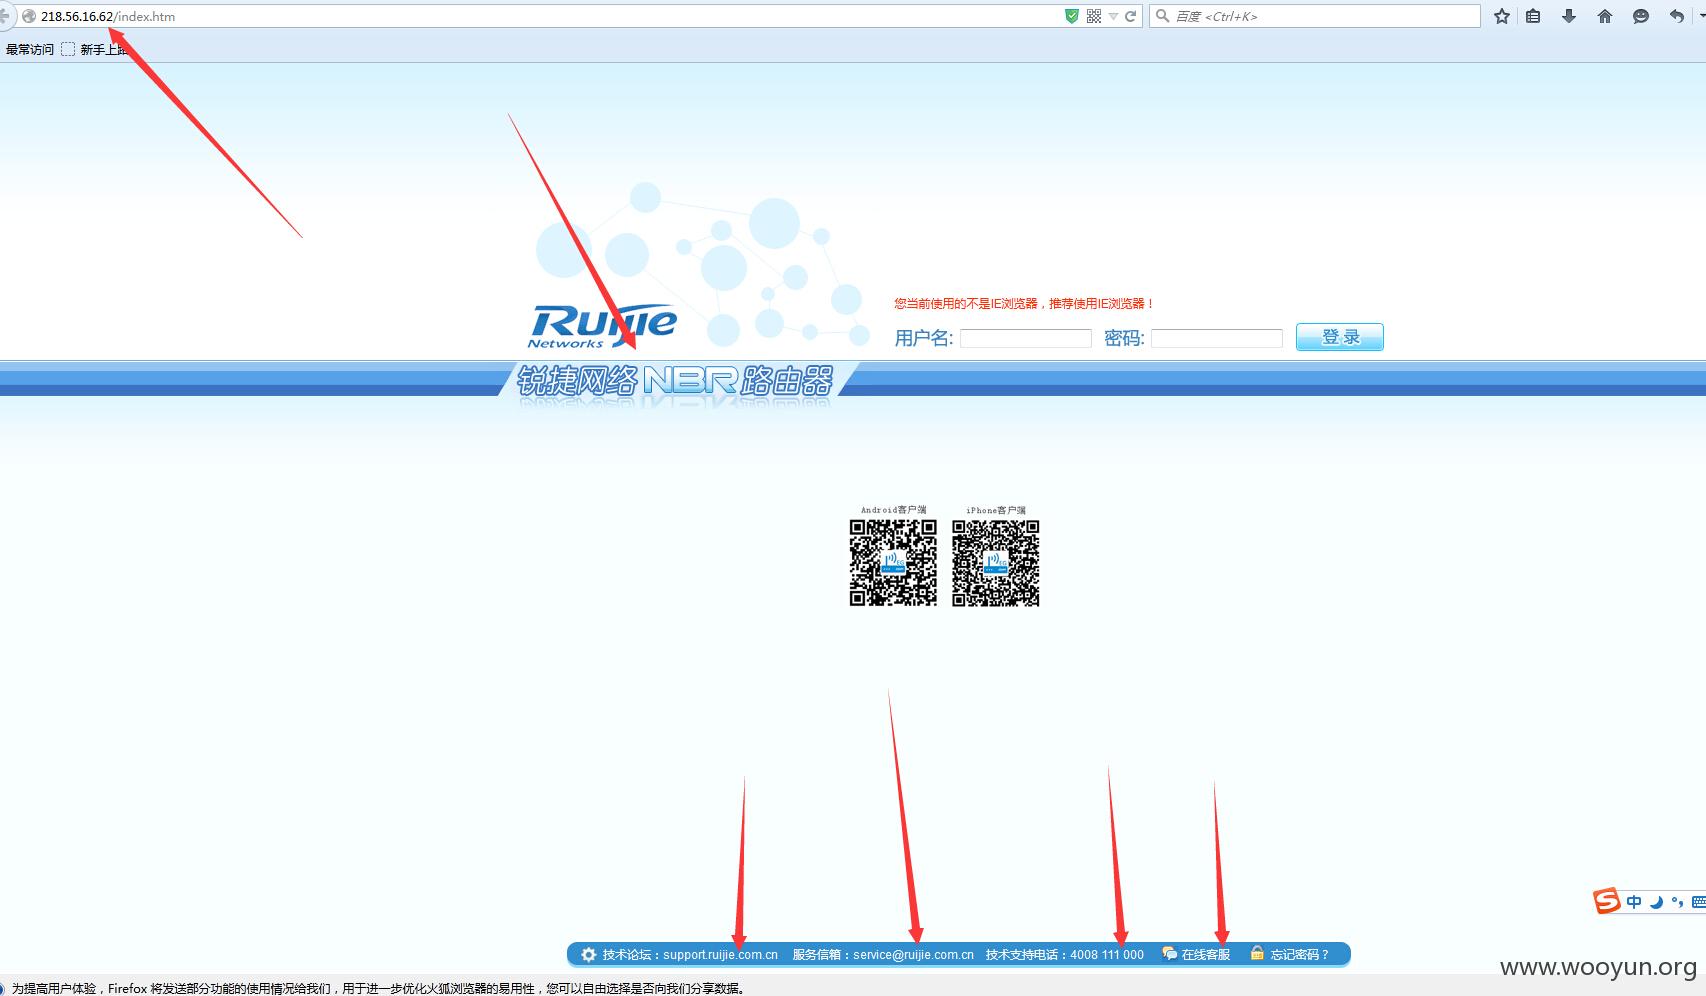 218.56.16.62/index.htm
百度 <Ctrl+K>
最常访问 新手上路
您当前使用的不是IE浏览器，推荐使用IE浏览器！
Ruijie
Networks
用户名: 密码: 登录
锐捷网络NBR路由器
Android客户端 iPhone客户端
中
技术论坛：support.ruijie.com.cn 服务信箱：service@ruijie.com.cn 技术支持电话：4008 111 000 在线客服 忘记密码？
www.wooyun.org
为提高用户体验，Firefox 将发送部分功能的使用情况给我们，用于进一步优化火狐浏览器的易用性，您可以自由选择是否向我们分享数据。